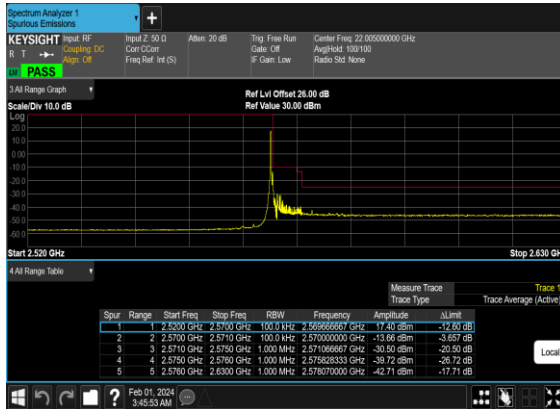 Spectrum Analyzer 1
Spurious Emissions
KEYSIGHT Input: RF Input Z: 50 Ω Atten: 20 dB Trig: Free Run Center Freq: 22.005000000 GHz
R T Coupling: DC Corr CCorr Gate: Off Avg|Hold: 100/100
Align: Off Freq Ref: Int (S) IF Gain: Low Radio Std: None
PASS
3 All Range Graph
Ref Lvl Offset 26.00 dB
Scale/Div 10.0 dB Ref Value 30.00 dBm
Log
20.0
10.0
0.00
-10.0
-20.0
-30.0
-40.0
-50.0
-60.0
Start 2.520 GHz Stop 2.630 GH
4 All Range Table
Measure Trace Trace 1
Trace Type Trace Average (Active)
Spur Range Start Freq Stop Freq RBW Frequency Amplitude ΔLimit
1 1 2.5200 GHz 2.5700 GHz 100.0 kHz 2.569666667 GHz 17.40 dBm -12.60 dB
2 2 2.5700 GHz 2.5710 GHz 100.0 kHz 2.570000000 GHz -13.66 dBm -3.657 dB
3 3 2.5710 GHz 2.5750 GHz 1.000 MHz 2.571066667 GHz -30.50 dBm -20.50 dB
4 4 2.5750 GHz 2.5760 GHz 1.000 MHz 2.575828333 GHz -39.72 dBm -26.72 dB
5 5 2.5760 GHz 2.6300 GHz 1.000 MHz 2.578070000 GHz -42.71 dBm -17.71 dB
Local
Feb 01, 2024
3:45:53 AM